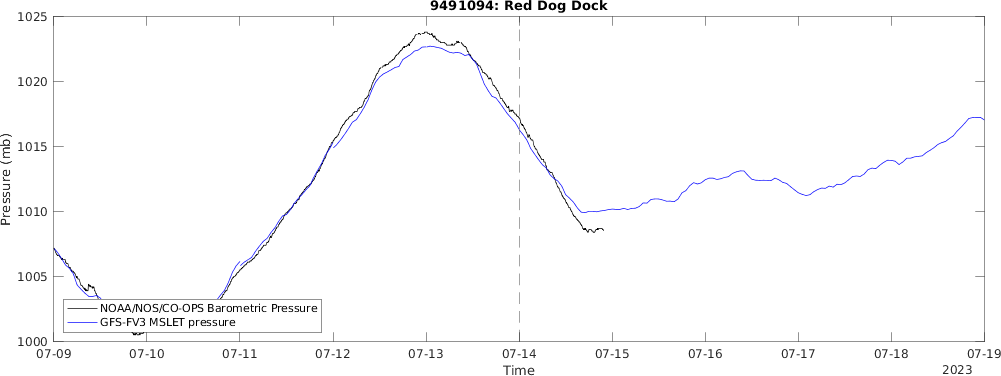 9491094: Red Dog Dock
1025
1020
1015
1010
1005
1000
Pressure (mb)
NOAA/NOS/CO-OPS Barometric Pressure
GFS-FV3 MSLET pressure
07-09 07-10 07-11 07-12 07-13 07-14 07-15 07-16 07-17 07-18 07-19
Time
2023